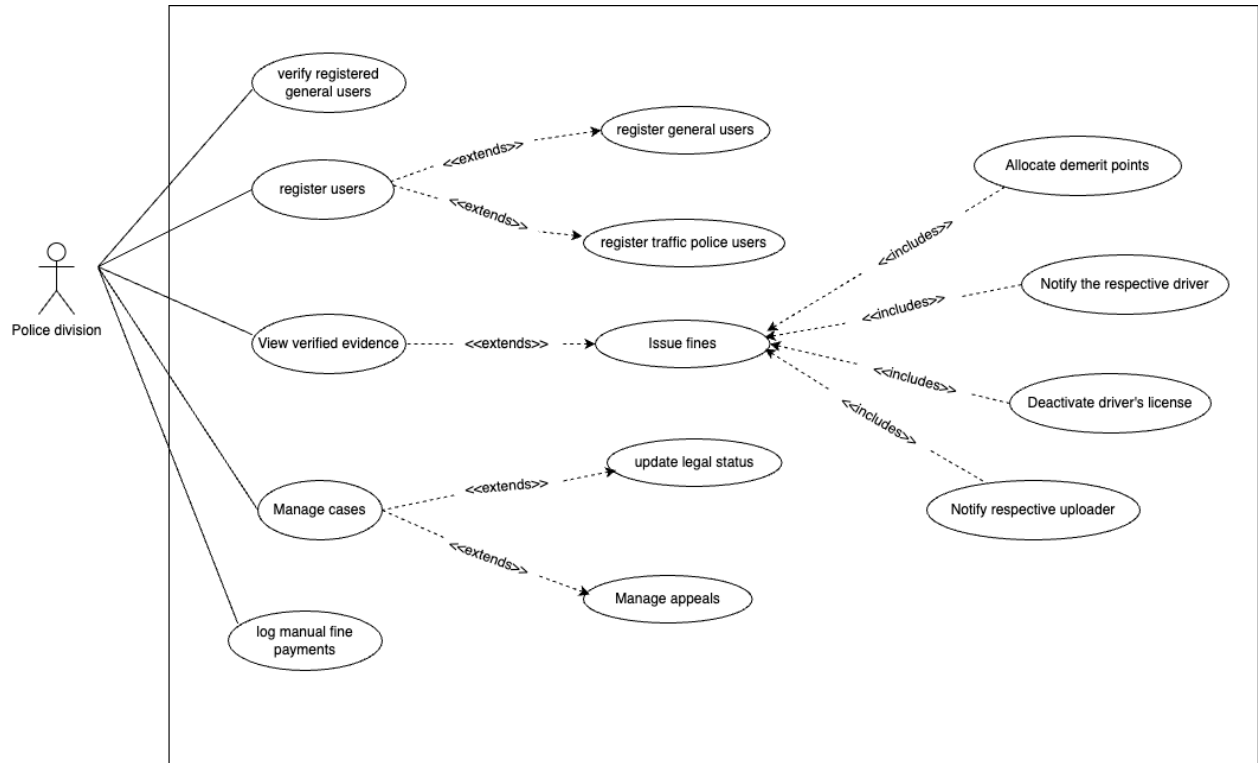 verify registered
general users
register general users
<<extends>>
Allocate demerit points
register users
<<extends>>
register traffic police users
<<includes>>
Police division
Notify the respective driver
<<includes>>
View verified evidence
<<extends>>
Issue fines
<<includes>>
Deactivate driver's license
<<includes>>
update legal status
<<extends>>
Manage cases
Notify respective uploader
<<extends>>
Manage appeals
log manual fine
payments